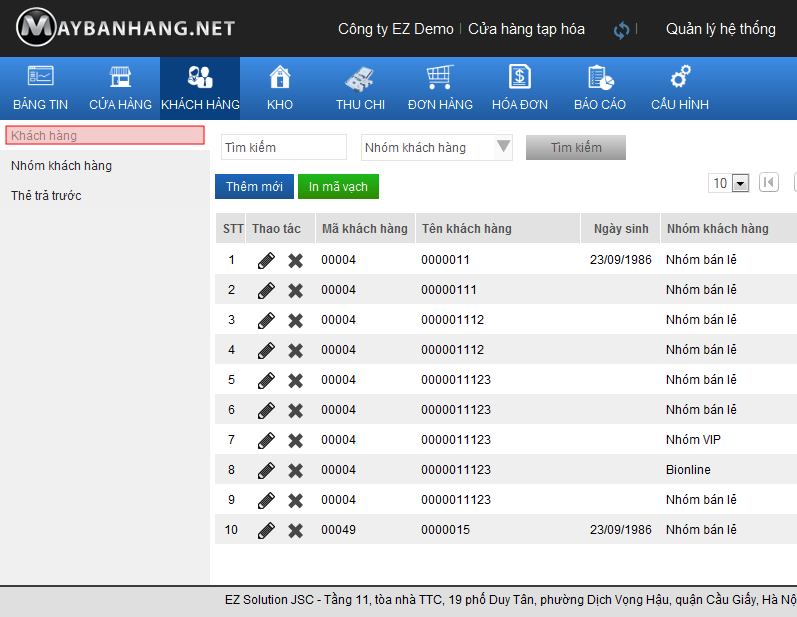 MAYBANHANG.NET
Công ty EZ Demo | Cửa hàng tạp hóa | Quản lý hệ thống
BẢNG TIN CỬA HÀNG KHÁCH HÀNG KHO THU CHI ĐƠN HÀNG HÓA ĐƠN BÁO CÁO CẤU HÌNH
Khách hàng
Nhóm khách hàng
Thẻ trả trước
Tìm kiếm Nhóm khách hàng Tìm kiếm
Thêm mới In mã vạch 10
STT Thao tác Mã khách hàng Tên khách hàng Ngày sinh Nhóm khách hàng
1 00004 0000011 23/09/1986 Nhóm bán lẻ
2 00004 00000111 Nhóm bán lẻ
3 00004 000001112 Nhóm bán lẻ
4 00004 000001112 Nhóm bán lẻ
5 00004 0000011123 Nhóm bán lẻ
6 00004 0000011123 Nhóm bán lẻ
7 00004 0000011123 Nhóm VIP
8 00004 0000011123 Bionline
9 00004 0000011123 Nhóm bán lẻ
10 00049 0000015 23/09/1986 Nhóm bán lẻ
EZ Solution JSC - Tầng 11, tòa nhà TTC, 19 phố Duy Tân, phường Dịch Vọng Hậu, quận Cầu Giấy, Hà Nộ